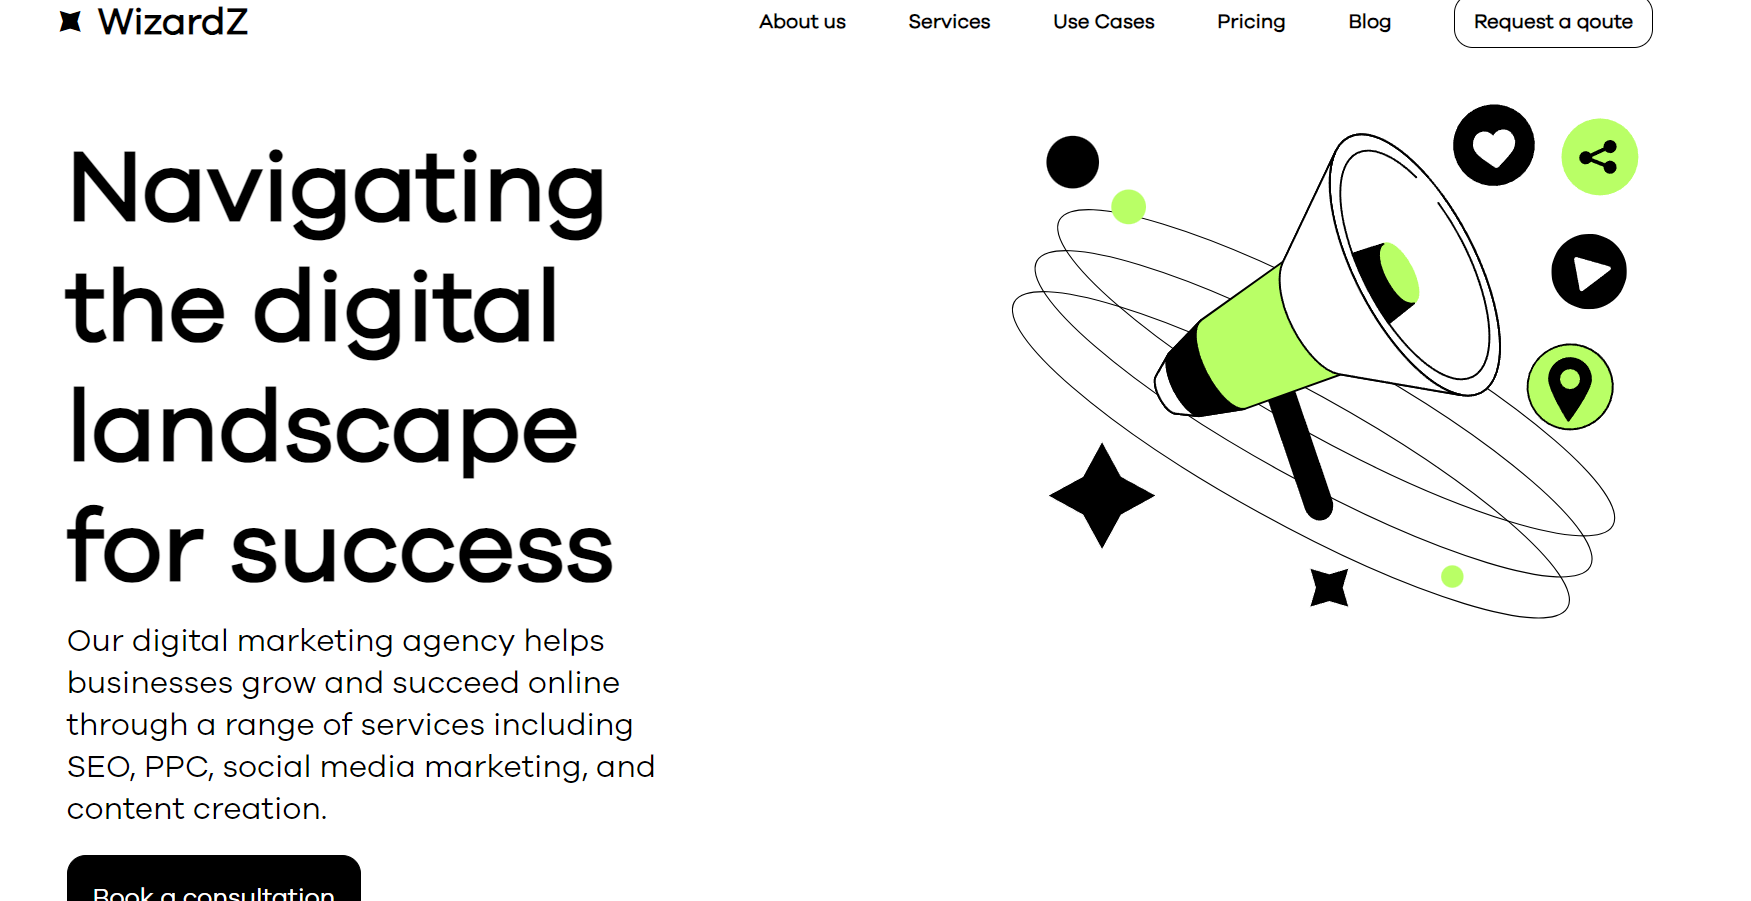 WizardZ
About us
Services
Use Cases
Pricing
Blog
Request a qoute
Navigating
the digital
landscape
for success
Our digital marketing agency helps
businesses grow and succeed online
through a range of services including
SEO, PPC, social media marketing, and
content creation.
Book a consultation